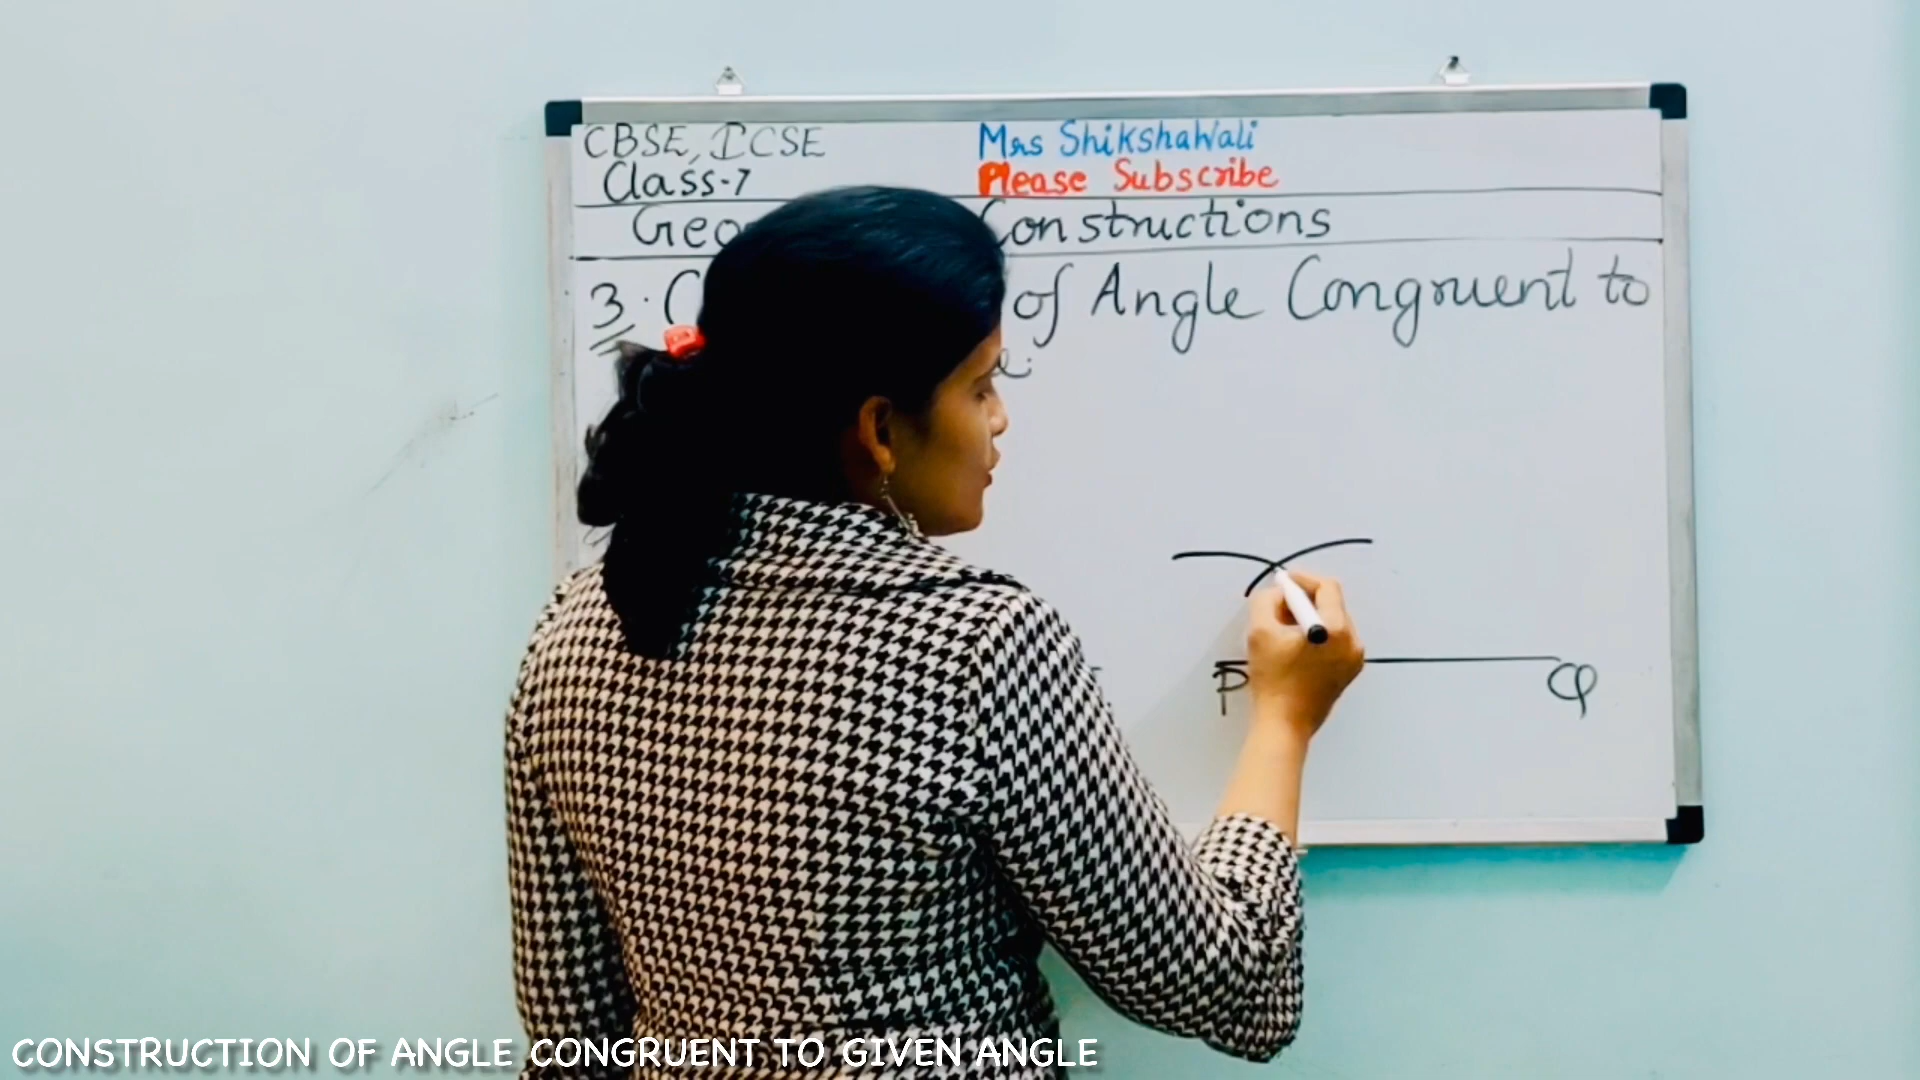 CBSE, ICSE
Mrs ShikshaWali
Class-7
Please Subscribe
Constructions
3. of Angle Congruent to
P
Q
CONSTRUCTION OF ANGLE CONGRUENT TO GIVEN ANGLE